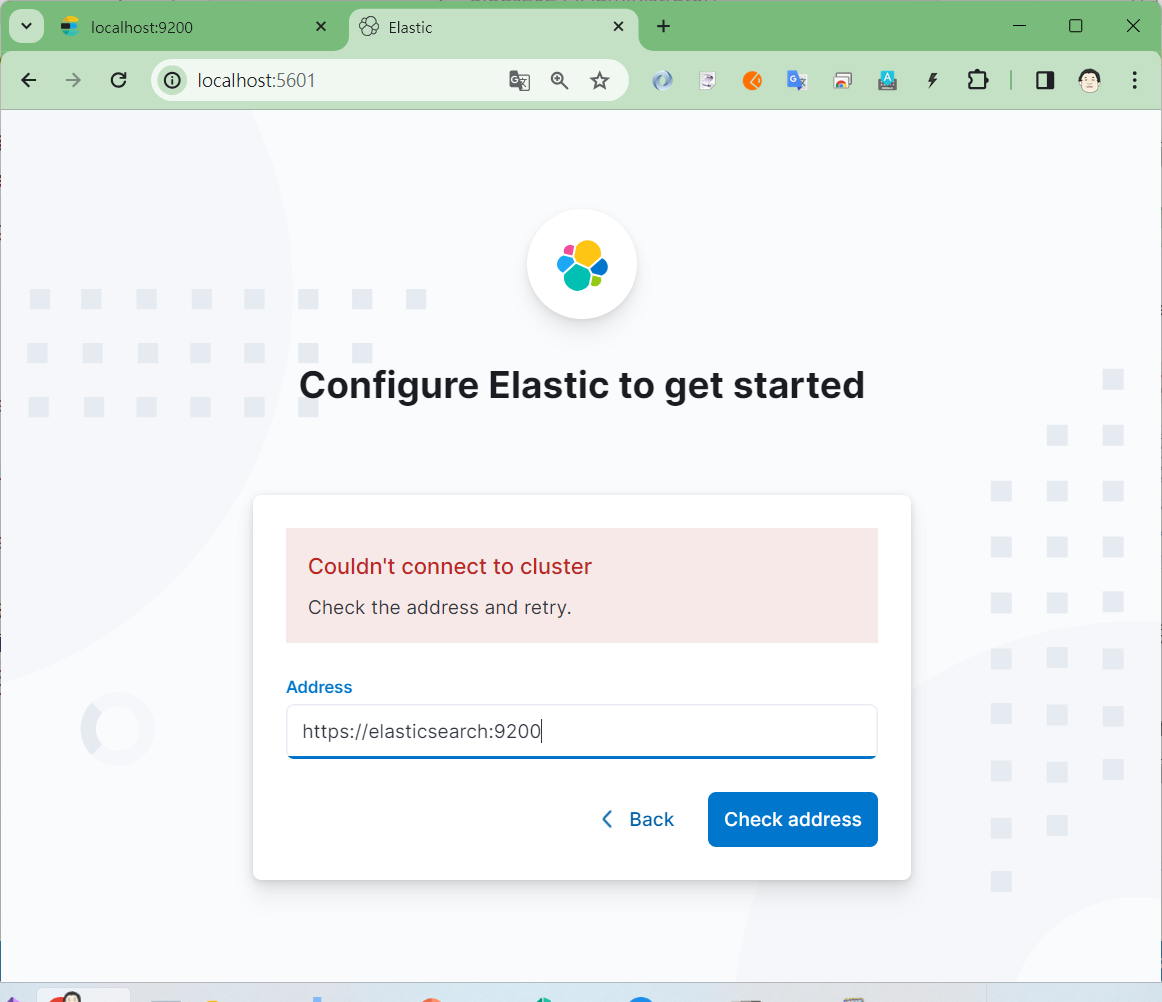 localhost:9200
Elastic
localhost:5601
Configure Elastic to get started
Couldn't connect to cluster
Check the address and retry.
Address
https://elasticsearch:9200
Back
Check address